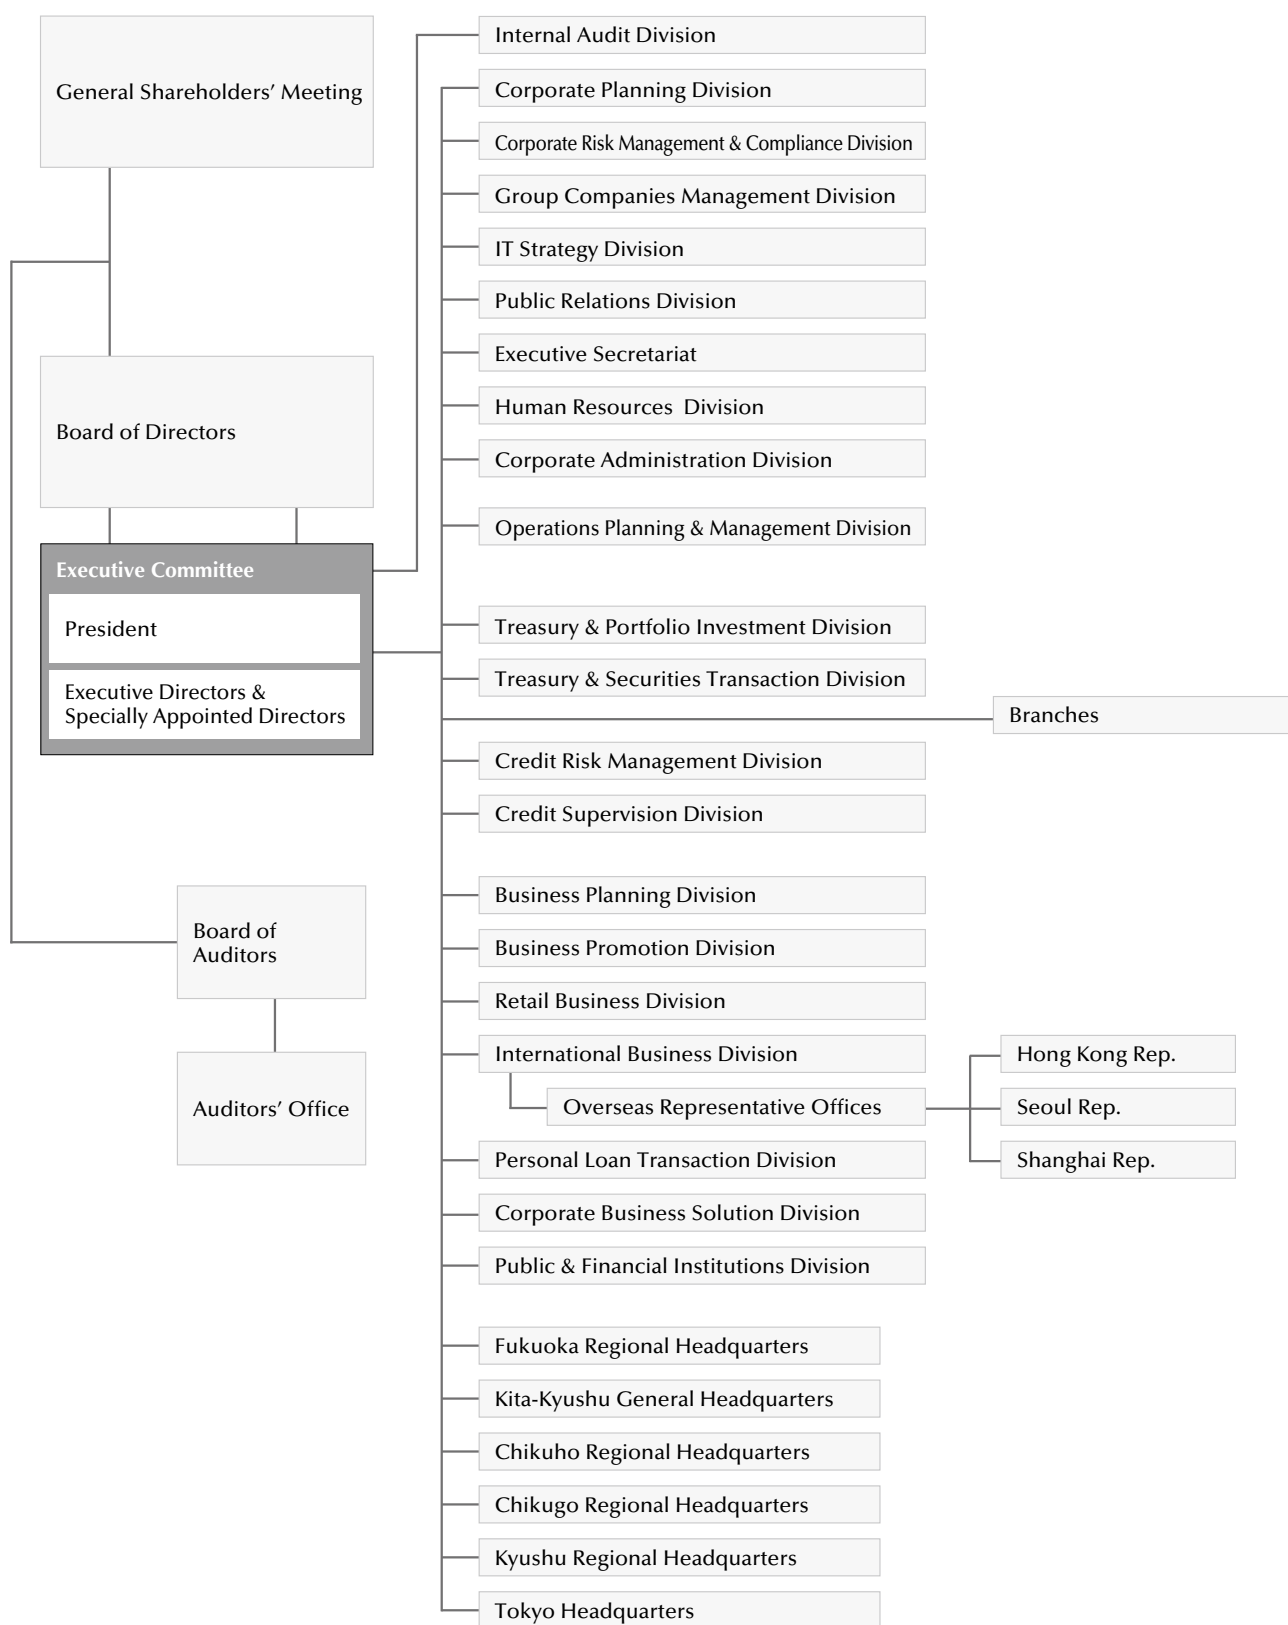 General Shareholders’ Meeting
Board of Directors
Executive Committee
President
Executive Directors &
Specially Appointed Directors
Board of
Auditors
Auditors’ Office
Internal Audit Division
Corporate Planning Division
Corporate Risk Management & Compliance Division
Group Companies Management Division
IT Strategy Division
Public Relations Division
Executive Secretariat
Human Resources Division
Corporate Administration Division
Operations Planning & Management Division
Treasury & Portfolio Investment Division
Treasury & Securities Transaction Division
Branches
Credit Risk Management Division
Credit Supervision Division
Business Planning Division
Business Promotion Division
Retail Business Division
International Business Division
Overseas Representative Offices
Hong Kong Rep.
Seoul Rep.
Shanghai Rep.
Personal Loan Transaction Division
Corporate Business Solution Division
Public & Financial Institutions Division
Fukuoka Regional Headquarters
Kita-Kyushu General Headquarters
Chikuho Regional Headquarters
Chikugo Regional Headquarters
Kyushu Regional Headquarters
Tokyo Headquarters